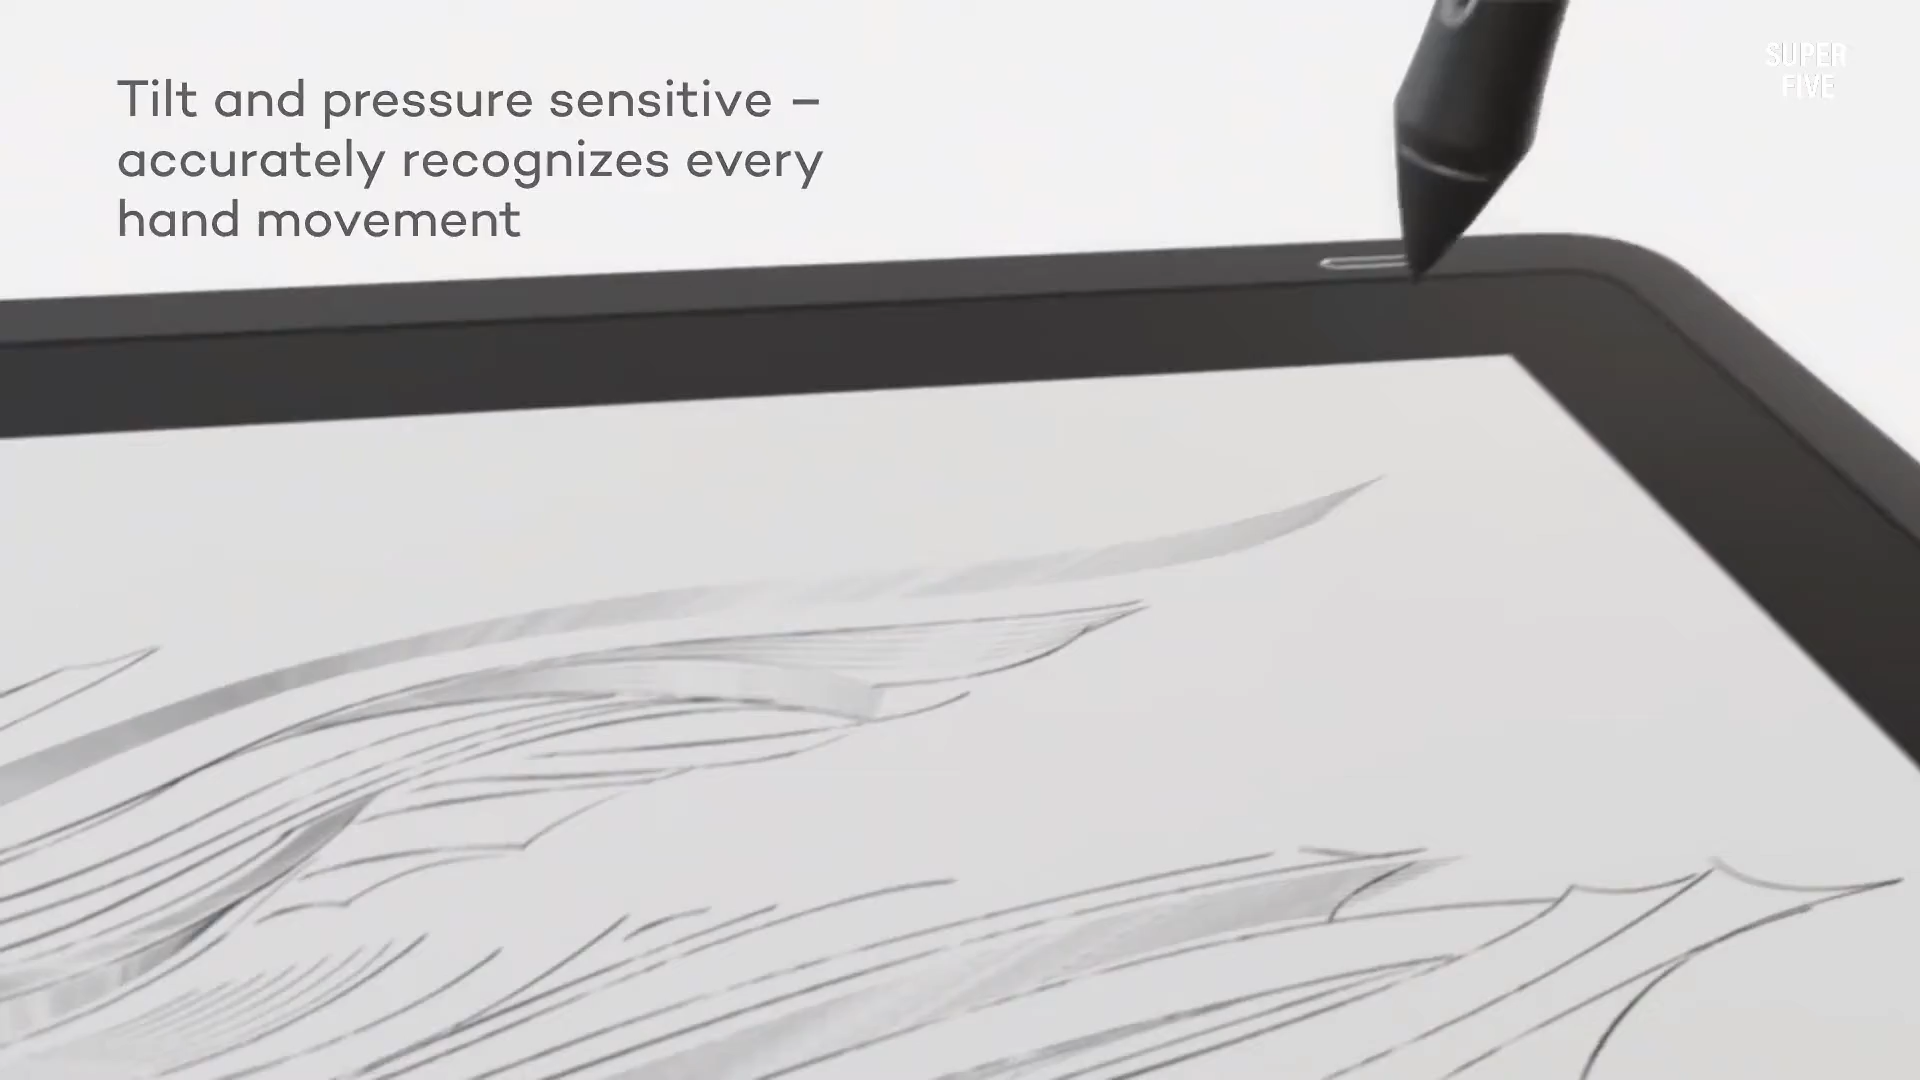 Tilt and pressure sensitive –
accurately recognizes every
hand movement
SUPER
FIVE